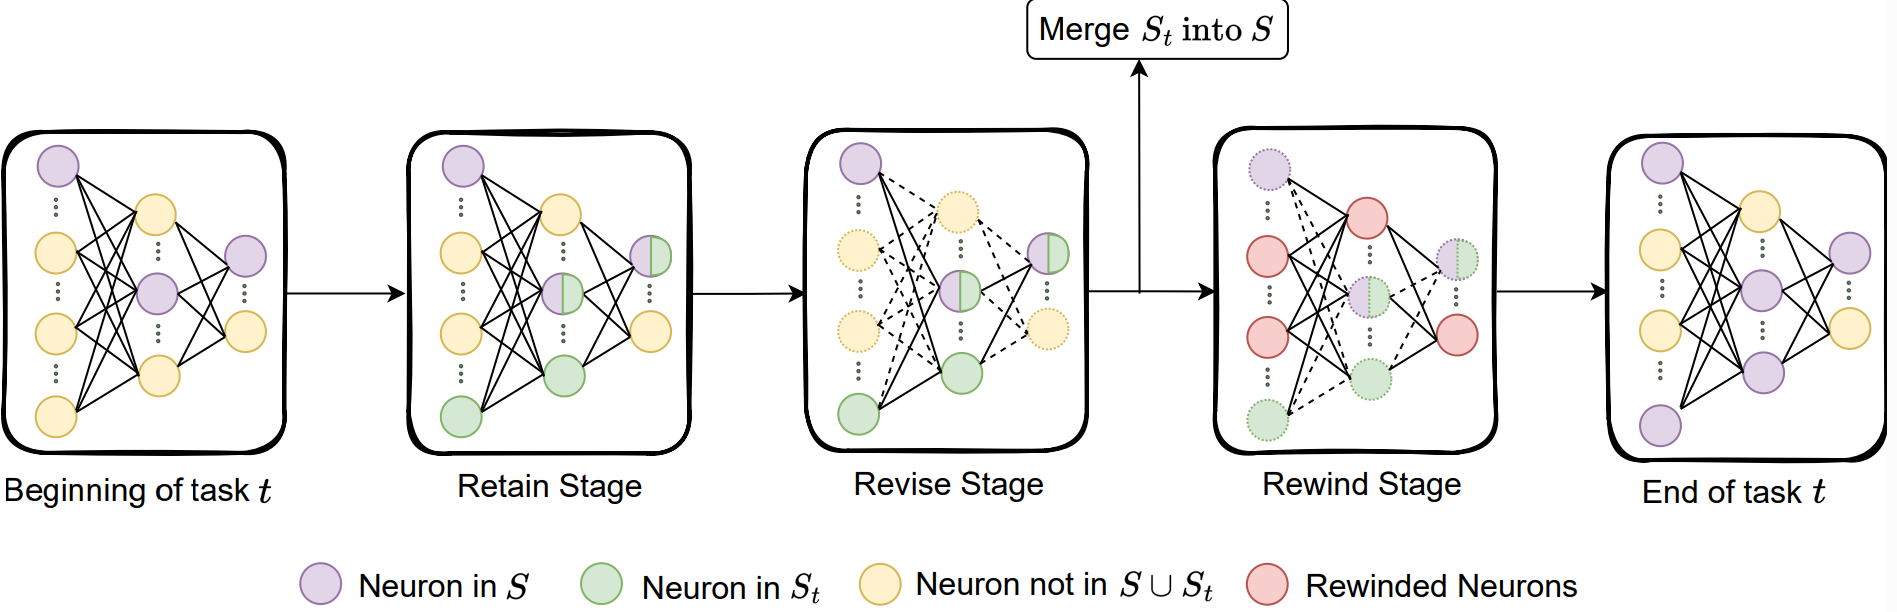 Merge S_t into S
Beginning of task t
Retain Stage
Revise Stage
Rewind Stage
End of task t
Neuron in S
Neuron in S_t
Neuron not in S ∪ S_t
Rewinded Neurons